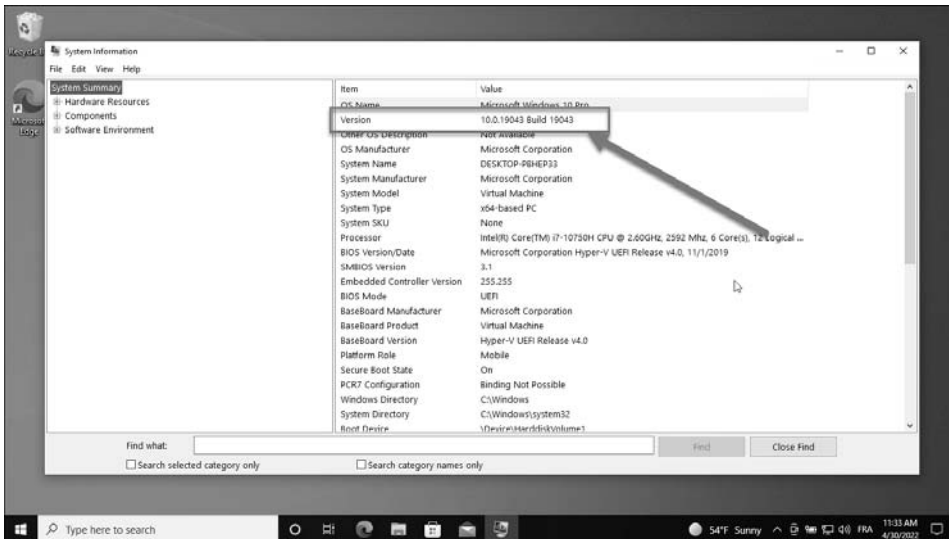 Recycle
System Information
File Edit View Help
Microsof
Edge
System Summary
Hardware Resources
Components
Software Environment
Item Value
OS Name Microsoft Windows 10 Pro
Version 10.0.19043 Build 19043
Other OS Description Not Available
OS Manufacturer Microsoft Corporation
System Name DESKTOP-P8HEP33
System Manufacturer Microsoft Corporation
System Model Virtual Machine
System Type x64-based PC
System SKU None
Processor Intel(R) Core(TM) i7-10750H CPU @ 2.60GHz, 2592 Mhz, 6 Core(s), 12 Logical ...
BIOS Version/Date Microsoft Corporation Hyper-V UEFI Release v4.0, 11/1/2019
SMBIOS Version 3.1
Embedded Controller Version 255.255
BIOS Mode UEFI
BaseBoard Manufacturer Microsoft Corporation
BaseBoard Product Virtual Machine
BaseBoard Version Hyper-V UEFI Release v4.0
Platform Role Mobile
Secure Boot State On
PCR7 Configuration Binding Not Possible
Windows Directory C:\Windows
System Directory C:\Windows\system32
Boot Device \Device\HarddiskVolume1
Find what: Find Close Find
Search selected category only Search category names only
Type here to search 54°F Sunny FRA 11:33 AM
4/30/2022